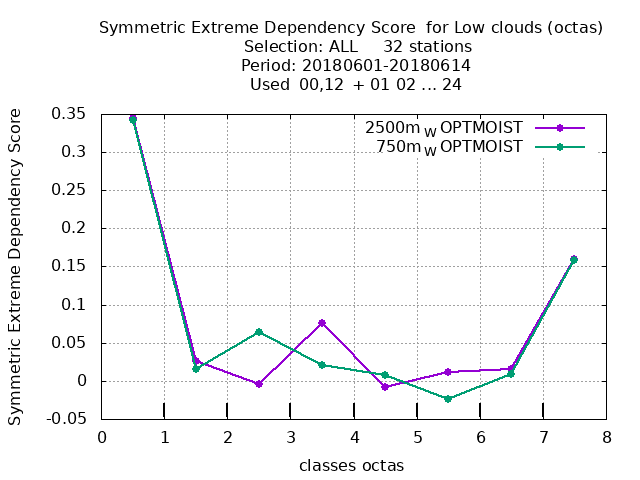 Symmetric Extreme Dependency Score  for Low clouds (octas)
Selection: ALL     32 stations
Period: 20180601-20180614
Used  00,12  + 01 02 ... 24
Symmetric Extreme Dependency Score
0.35
0.3
0.25
0.2
0.15
0.1
0.05
0
-0.05
2500m W OPTMOIST
750m W OPTMOIST
0 1 2 3 4 5 6 7 8
classes octas